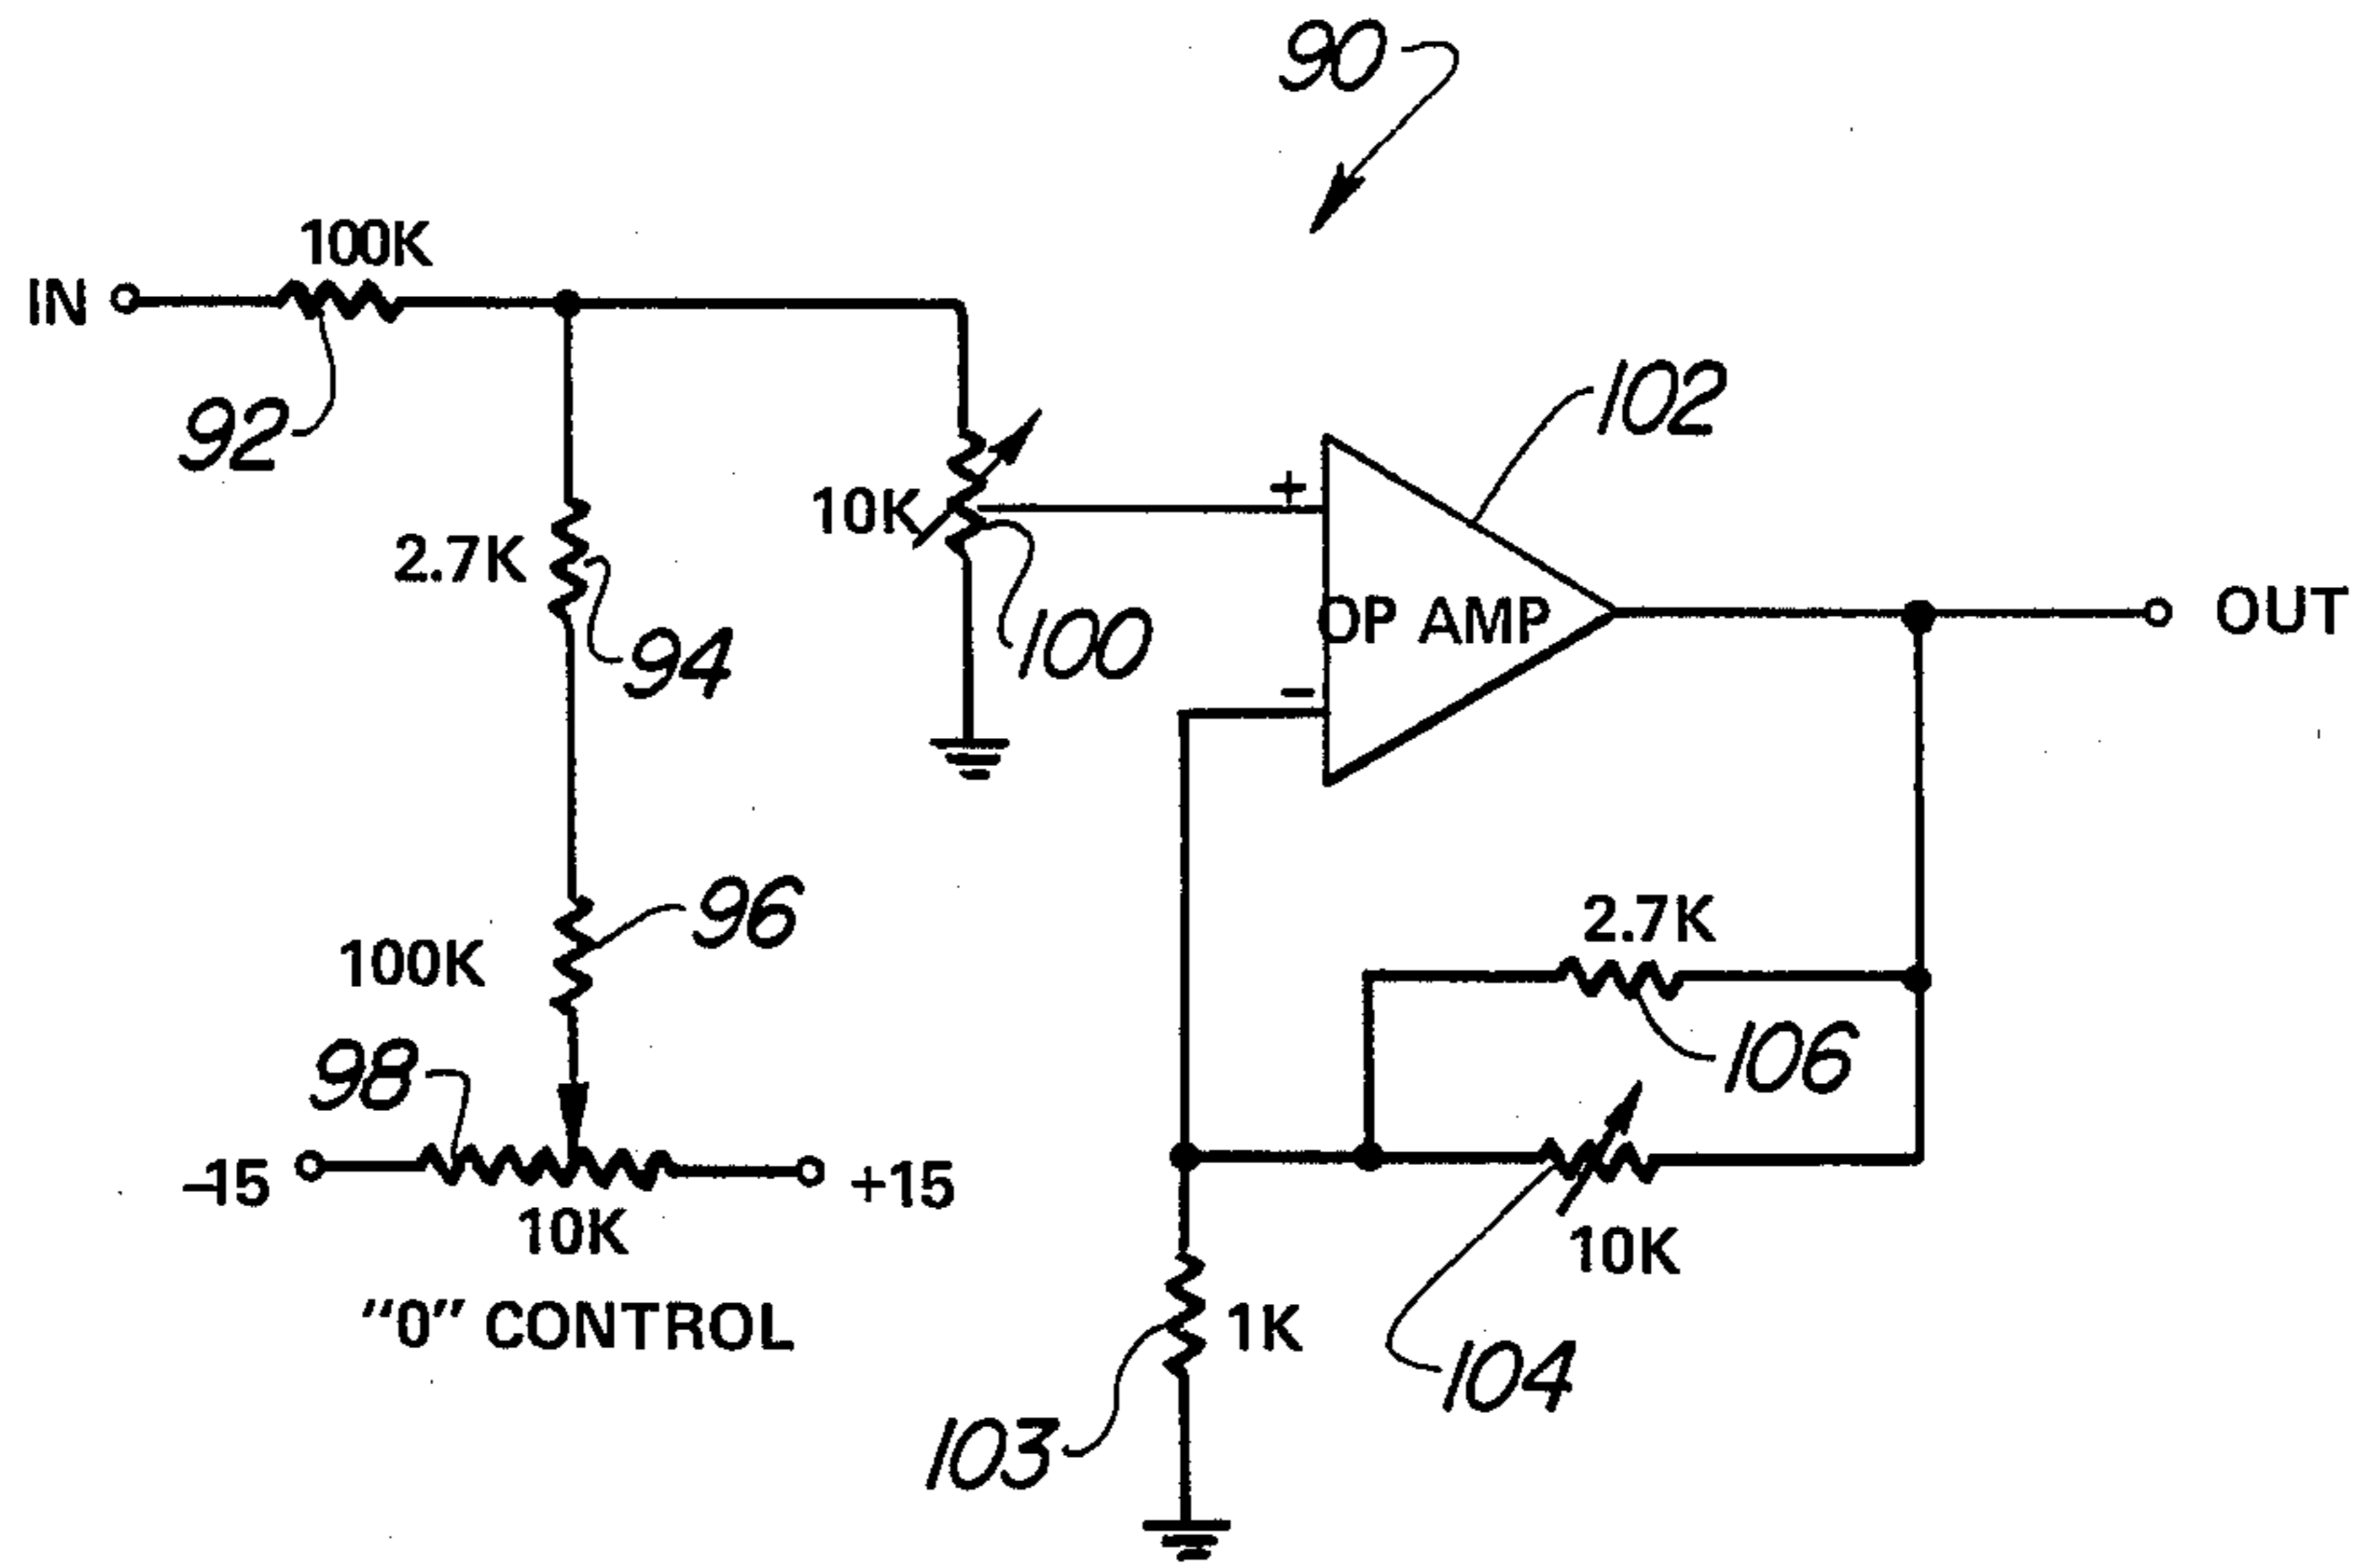 90
100K
IN
92
102
10K
+
2.7K
94
100
OP AMP
OUT
-
96
2.7K
100K
98
106
-15
+15
10K
10K
"0" CONTROL
1K
104
103